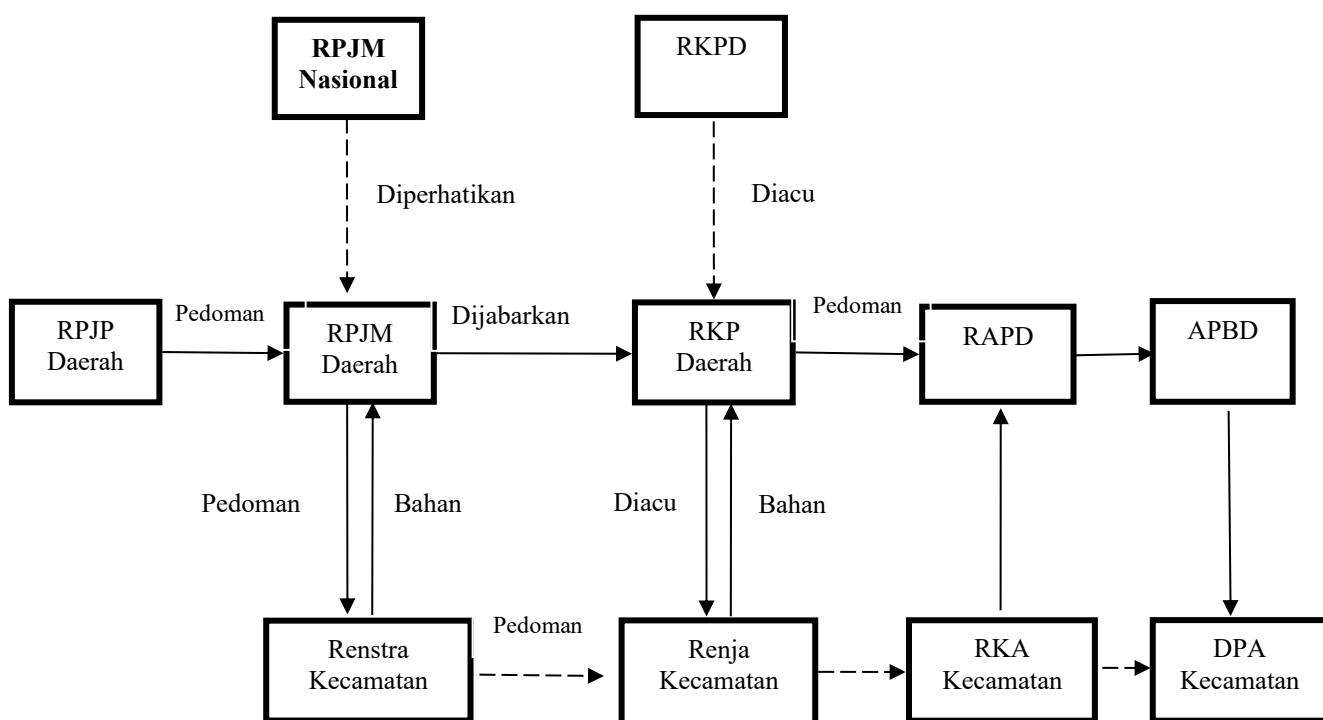 RPJM
Nasional
RKPD
Diperhatikan
Diacu
RPJP
Daerah
Pedoman
RPJM
Daerah
Dijabarkan
RKP
Daerah
Pedoman
RAPD
APBD
Pedoman
Bahan
Diacu
Bahan
Renstra
Kecamatan
Pedoman
Renja
Kecamatan
RKA
Kecamatan
DPA
Kecamatan